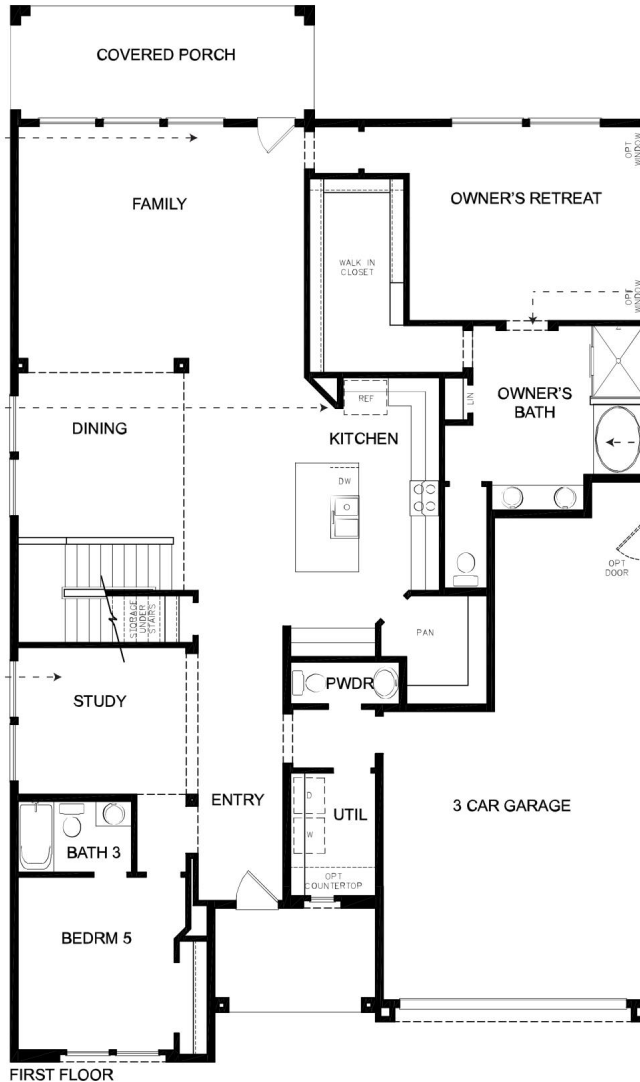 COVERED PORCH
OPT
WINDOW
FAMILY
OWNER'S RETREAT
WALK IN
CLOSET
OPT
WINDOW
REF
LIN
OWNER'S
BATH
DINING
KITCHEN
DW
OPT
DOOR
STORAGE
UNDER
STAIRS
PAN
PWDR
STUDY
ENTRY
D
W
UTIL
3 CAR GARAGE
BATH 3
OPT
COUNTERTOP
BEDRM 5
FIRST FLOOR